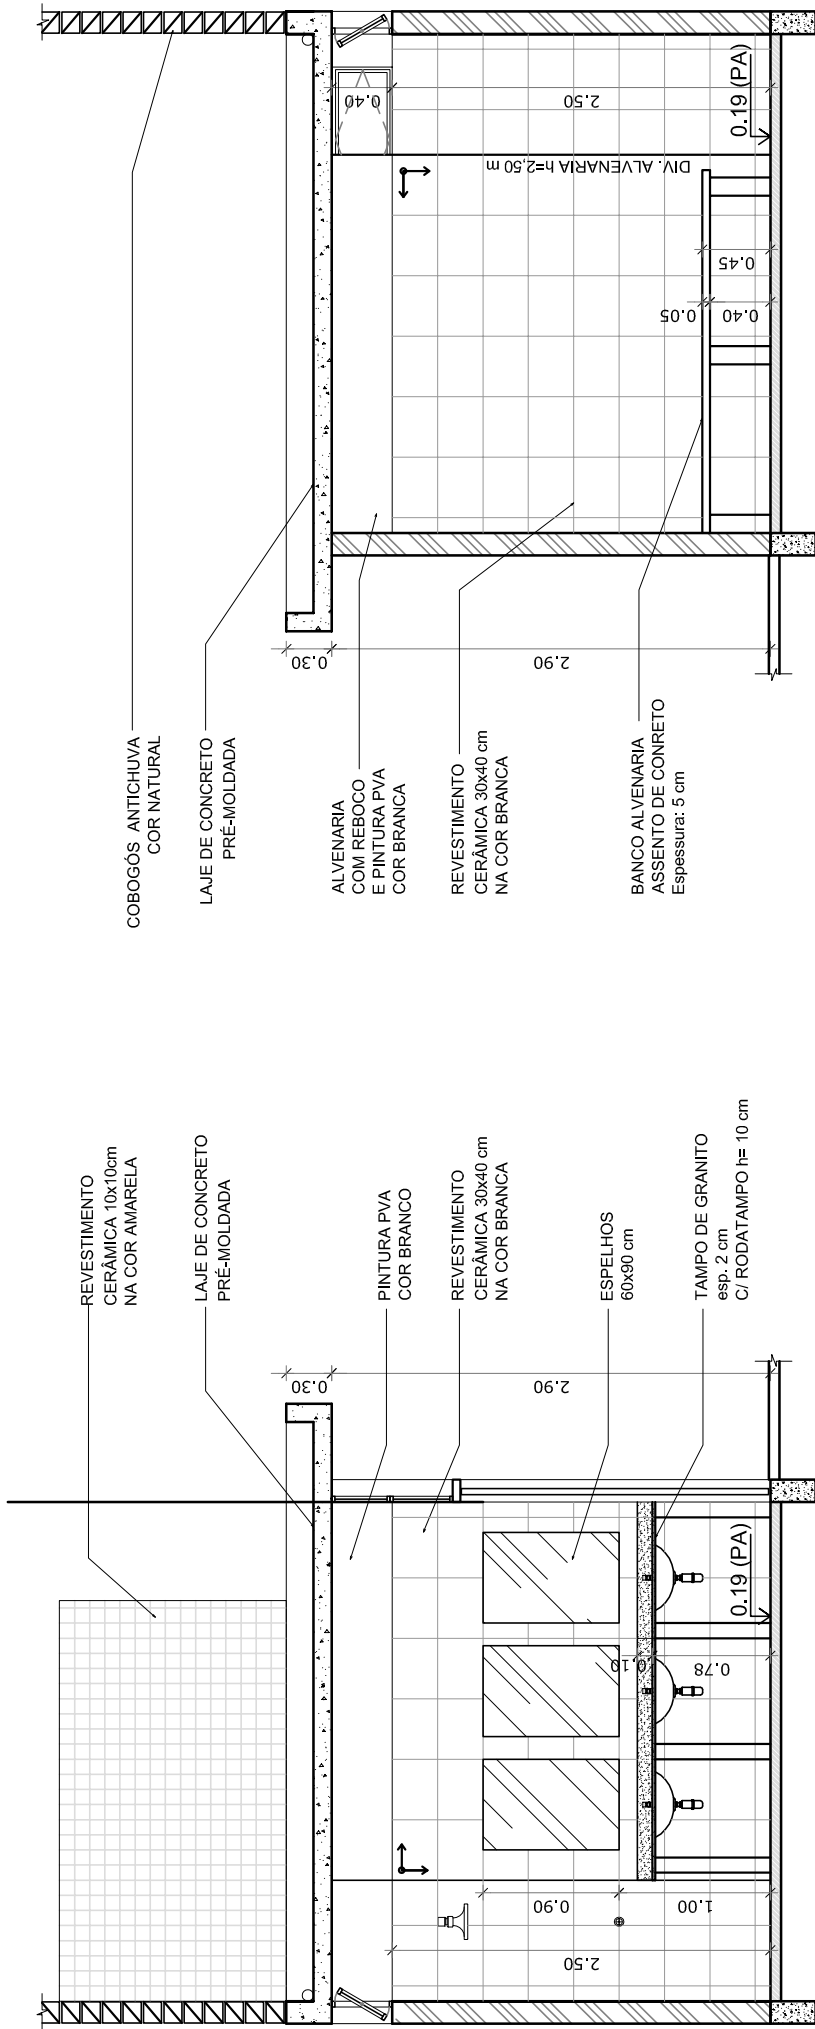 REVESTIMENTO
CERÂMICA 10x10cm
NA COR AMARELA
LAJE DE CONCRETO
PRÉ-MOLDADA
PINTURA PVA
COR BRANCO
REVESTIMENTO
CERÂMICA 30x40 cm
NA COR BRANCA
ESPELHOS
60x90 cm
TAMPO DE GRANITO
esp. 2 cm
C/ RODATAMPO h= 10 cm
0.30
2.90
2.50
0.90
1.00
0.10
0.78
0.19 (PA)
COBOGÓS ANTICHUVA
COR NATURAL
LAJE DE CONCRETO
PRÉ-MOLDADA
ALVENARIA
COM REBOCO
E PINTURA PVA
COR BRANCA
REVESTIMENTO
CERÂMICA 30x40 cm
NA COR BRANCA
BANCO ALVENARIA
ASSENTO DE CONRETO
Espessura: 5 cm
0.30
2.90
0.40
2.50
DIV. ALVENARIA h=2,50 m
0.05
0.40
0.45
0.19 (PA)